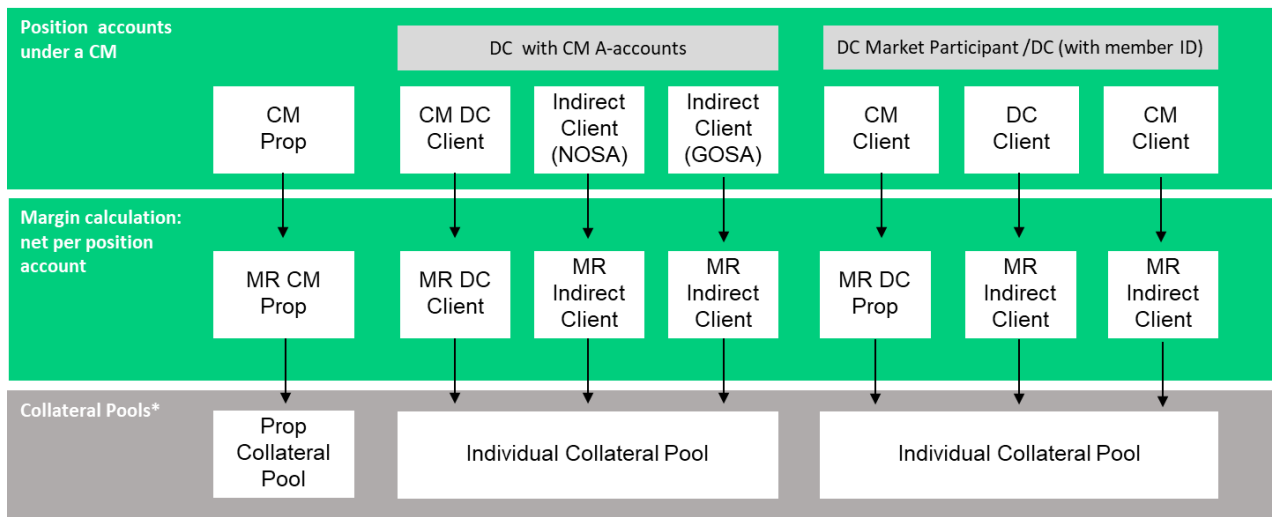 Position accounts
under a CM
DC with CM A-accounts
DC Market Participant /DC (with member ID)
CM
Prop
CM DC
Client
Indirect
Client
(NOSA)
Indirect
Client
(GOSA)
CM
Client
DC
Client
CM
Client
Margin calculation:
net per position
account
MR CM
Prop
MR DC
Client
MR
Indirect
Client
MR
Indirect
Client
MR DC
Prop
MR
Indirect
Client
MR
Indirect
Client
Collateral Pools*
Prop
Collateral
Pool
Individual Collateral Pool
Individual Collateral Pool